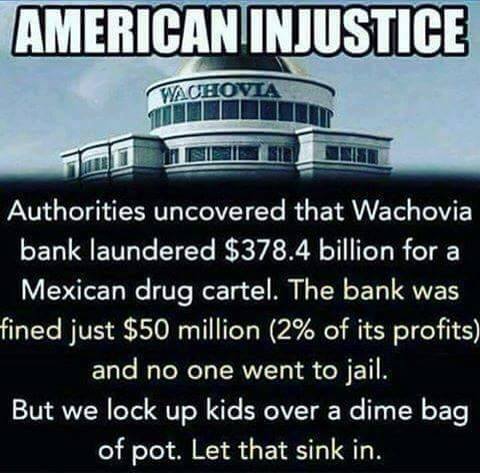 AMERICAN INJUSTICE
WACHOVIA
Authorities uncovered that Wachovia
bank laundered $378.4 billion for a
Mexican drug cartel. The bank was
fined just $50 million (2% of its profits)
and no one went to jail.
But we lock up kids over a dime bag
of pot. Let that sink in.